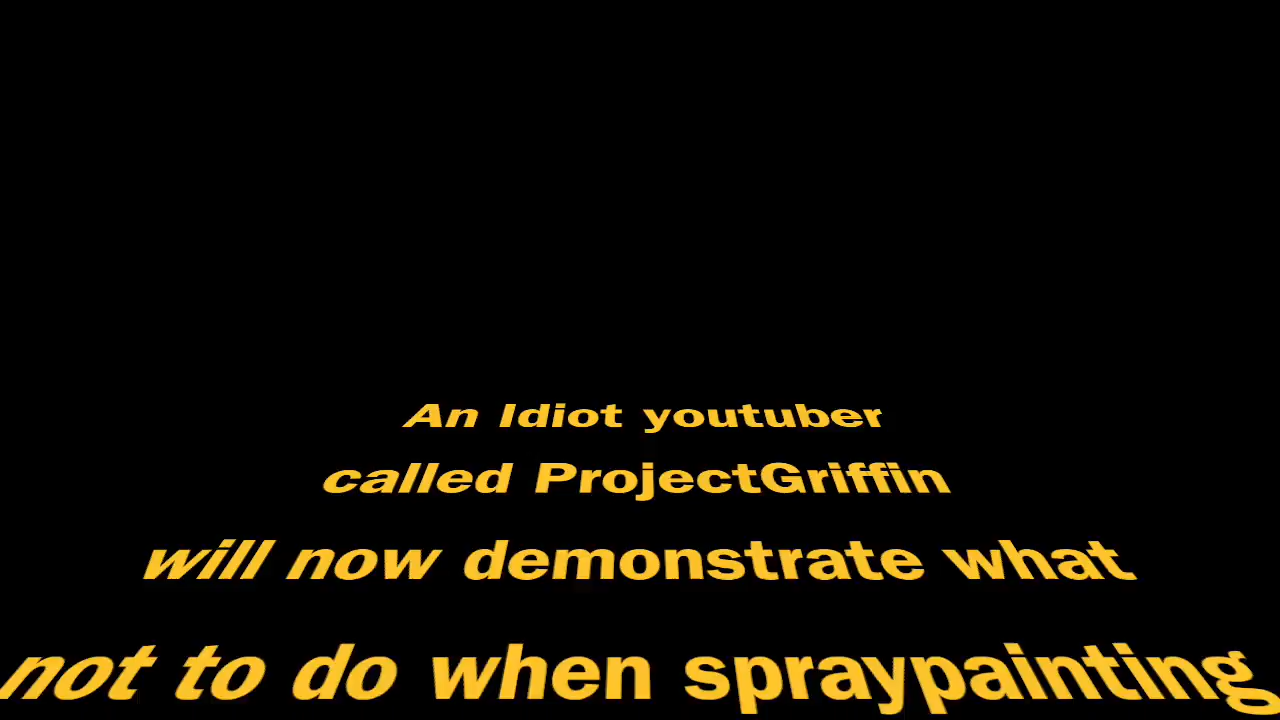 An Idiot youtuber
called ProjectGriffin
will now demonstrate what
not to do when spraypainting